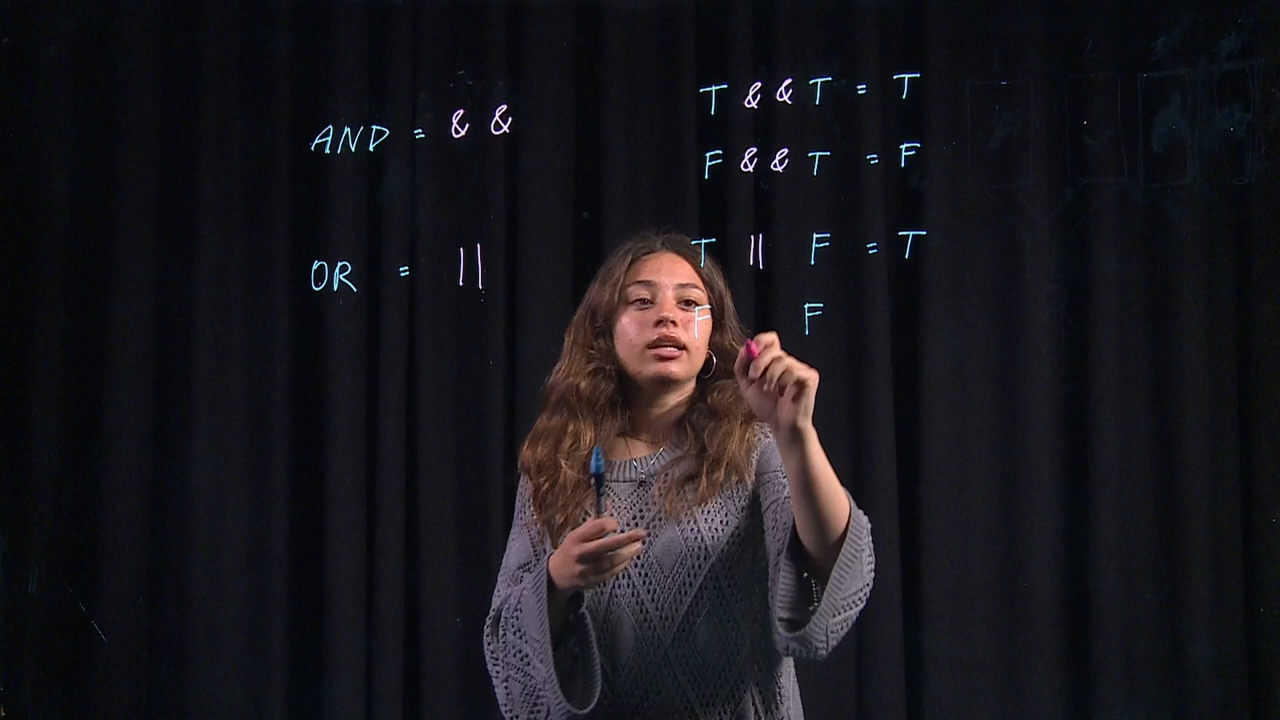 AND = & &
OR = ||
T & & T = T
F & & T = F
T || F = T
F F